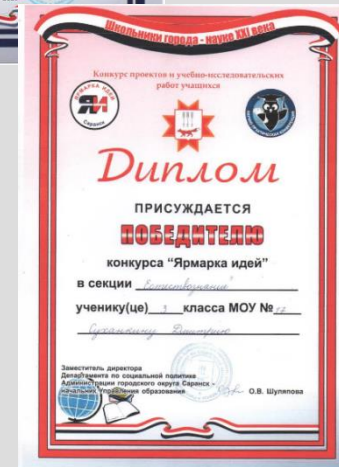 Школьники города - науке XXI века
Конкурс проектов и учебно-исследовательских
работ учащихся
ЯРМАРКА ИДЕЙ
ЯИ
Саранск
Диплом
ПРИСУЖДАЕТСЯ
ПОБЕДИТЕЛЮ
конкурса “Ярмарка идей”
в секции
ученику(це) класса МОУ №
Дмитрию
Заместитель директора
Департамента по социальной политике
Администрации городского округа Саранск -
начальник Управления образования О.В. Шуляпова